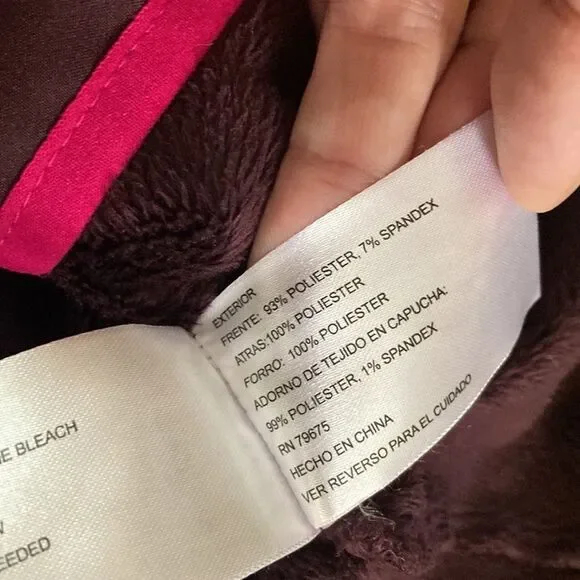 EXTERIOR
FRENTE: 93% POLIESTER, 7% SPANDEX
ATRAS:100% POLIESTER
FORRO: 100% POLIESTER
ADORNO DE TEJIDO EN CAPUCHA:
99% POLIESTER, 1% SPANDEX
RN 79675
HECHO EN CHINA
VER REVERSO PARA EL CUIDADO
BLEACH